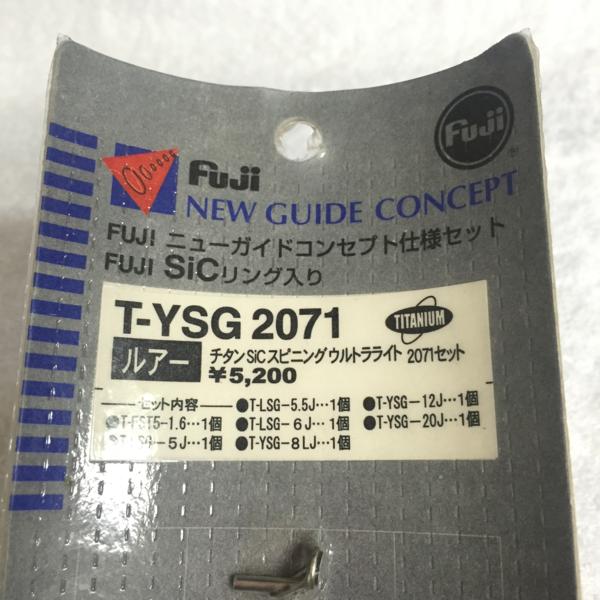 Fuji
Fuji
®
NEW GUIDE CONCEPT
FUJI ニューガイドコンセプト仕様セット
FUJI SiCリング入り
T-YSG 2071
TITANIUM
ルアー
チタンSiCスピニングウルトラライト 2071セット
¥5,200
セット内容
●T-LSG-5.5J…1個 ●T-YSG-12J…1個
●T-FST5-1.6…1個 ●T-LSG-6J…1個 ●T-YSG-20J…1個
●T-LSG-5J…1個 ●T-YSG-8LJ…1個